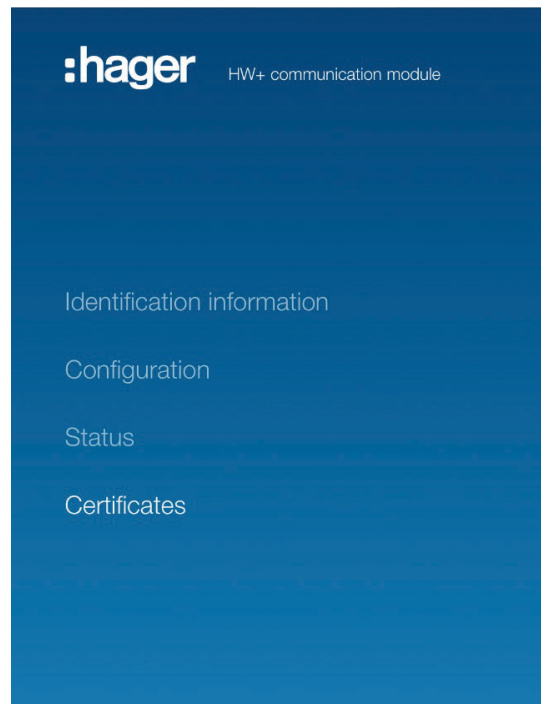 :hager HW+ communication module
Identification information
Configuration
Status
Certificates